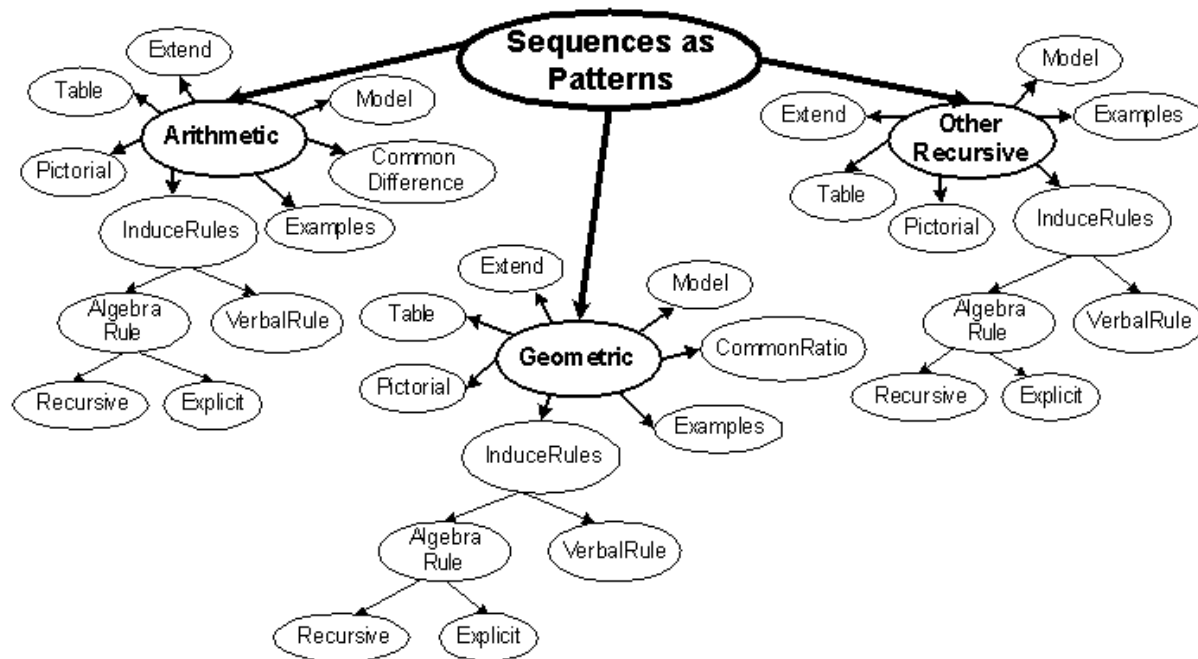 Sequences as
Patterns
Extend
Table
Model
Arithmetic
Pictorial
Common
Difference
InduceRules
Examples
Algebra
Rule
VerbalRule
Recursive
Explicit
Extend
Model
Table
Geometric
CommonRatio
Pictorial
Examples
InduceRules
Algebra
Rule
VerbalRule
Recursive
Explicit
Model
Extend
Examples
Other
Recursive
Table
Pictorial
InduceRules
Algebra
Rule
VerbalRule
Recursive
Explicit